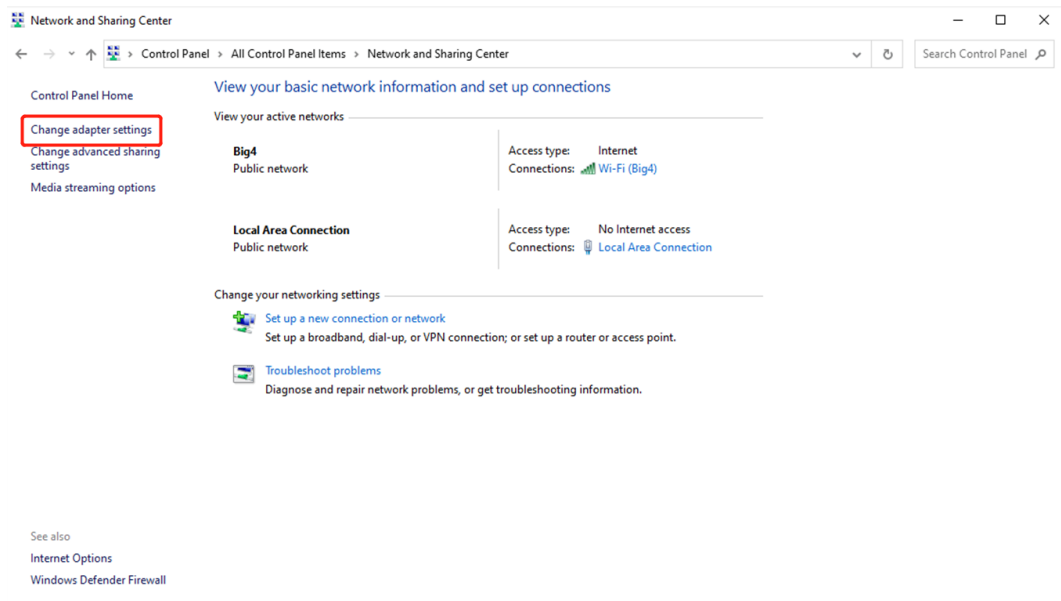 Network and Sharing Center
Control Panel > All Control Panel Items > Network and Sharing Center
Search Control Panel
Control Panel Home
Change adapter settings
Change advanced sharing
settings
Media streaming options
View your basic network information and set up connections
View your active networks
Big4
Public network
Access type: Internet
Connections: Wi-Fi (Big4)
Local Area Connection
Public network
Access type: No Internet access
Connections: Local Area Connection
Change your networking settings
Set up a new connection or network
Set up a broadband, dial-up, or VPN connection; or set up a router or access point.
Troubleshoot problems
Diagnose and repair network problems, or get troubleshooting information.
See also
Internet Options
Windows Defender Firewall